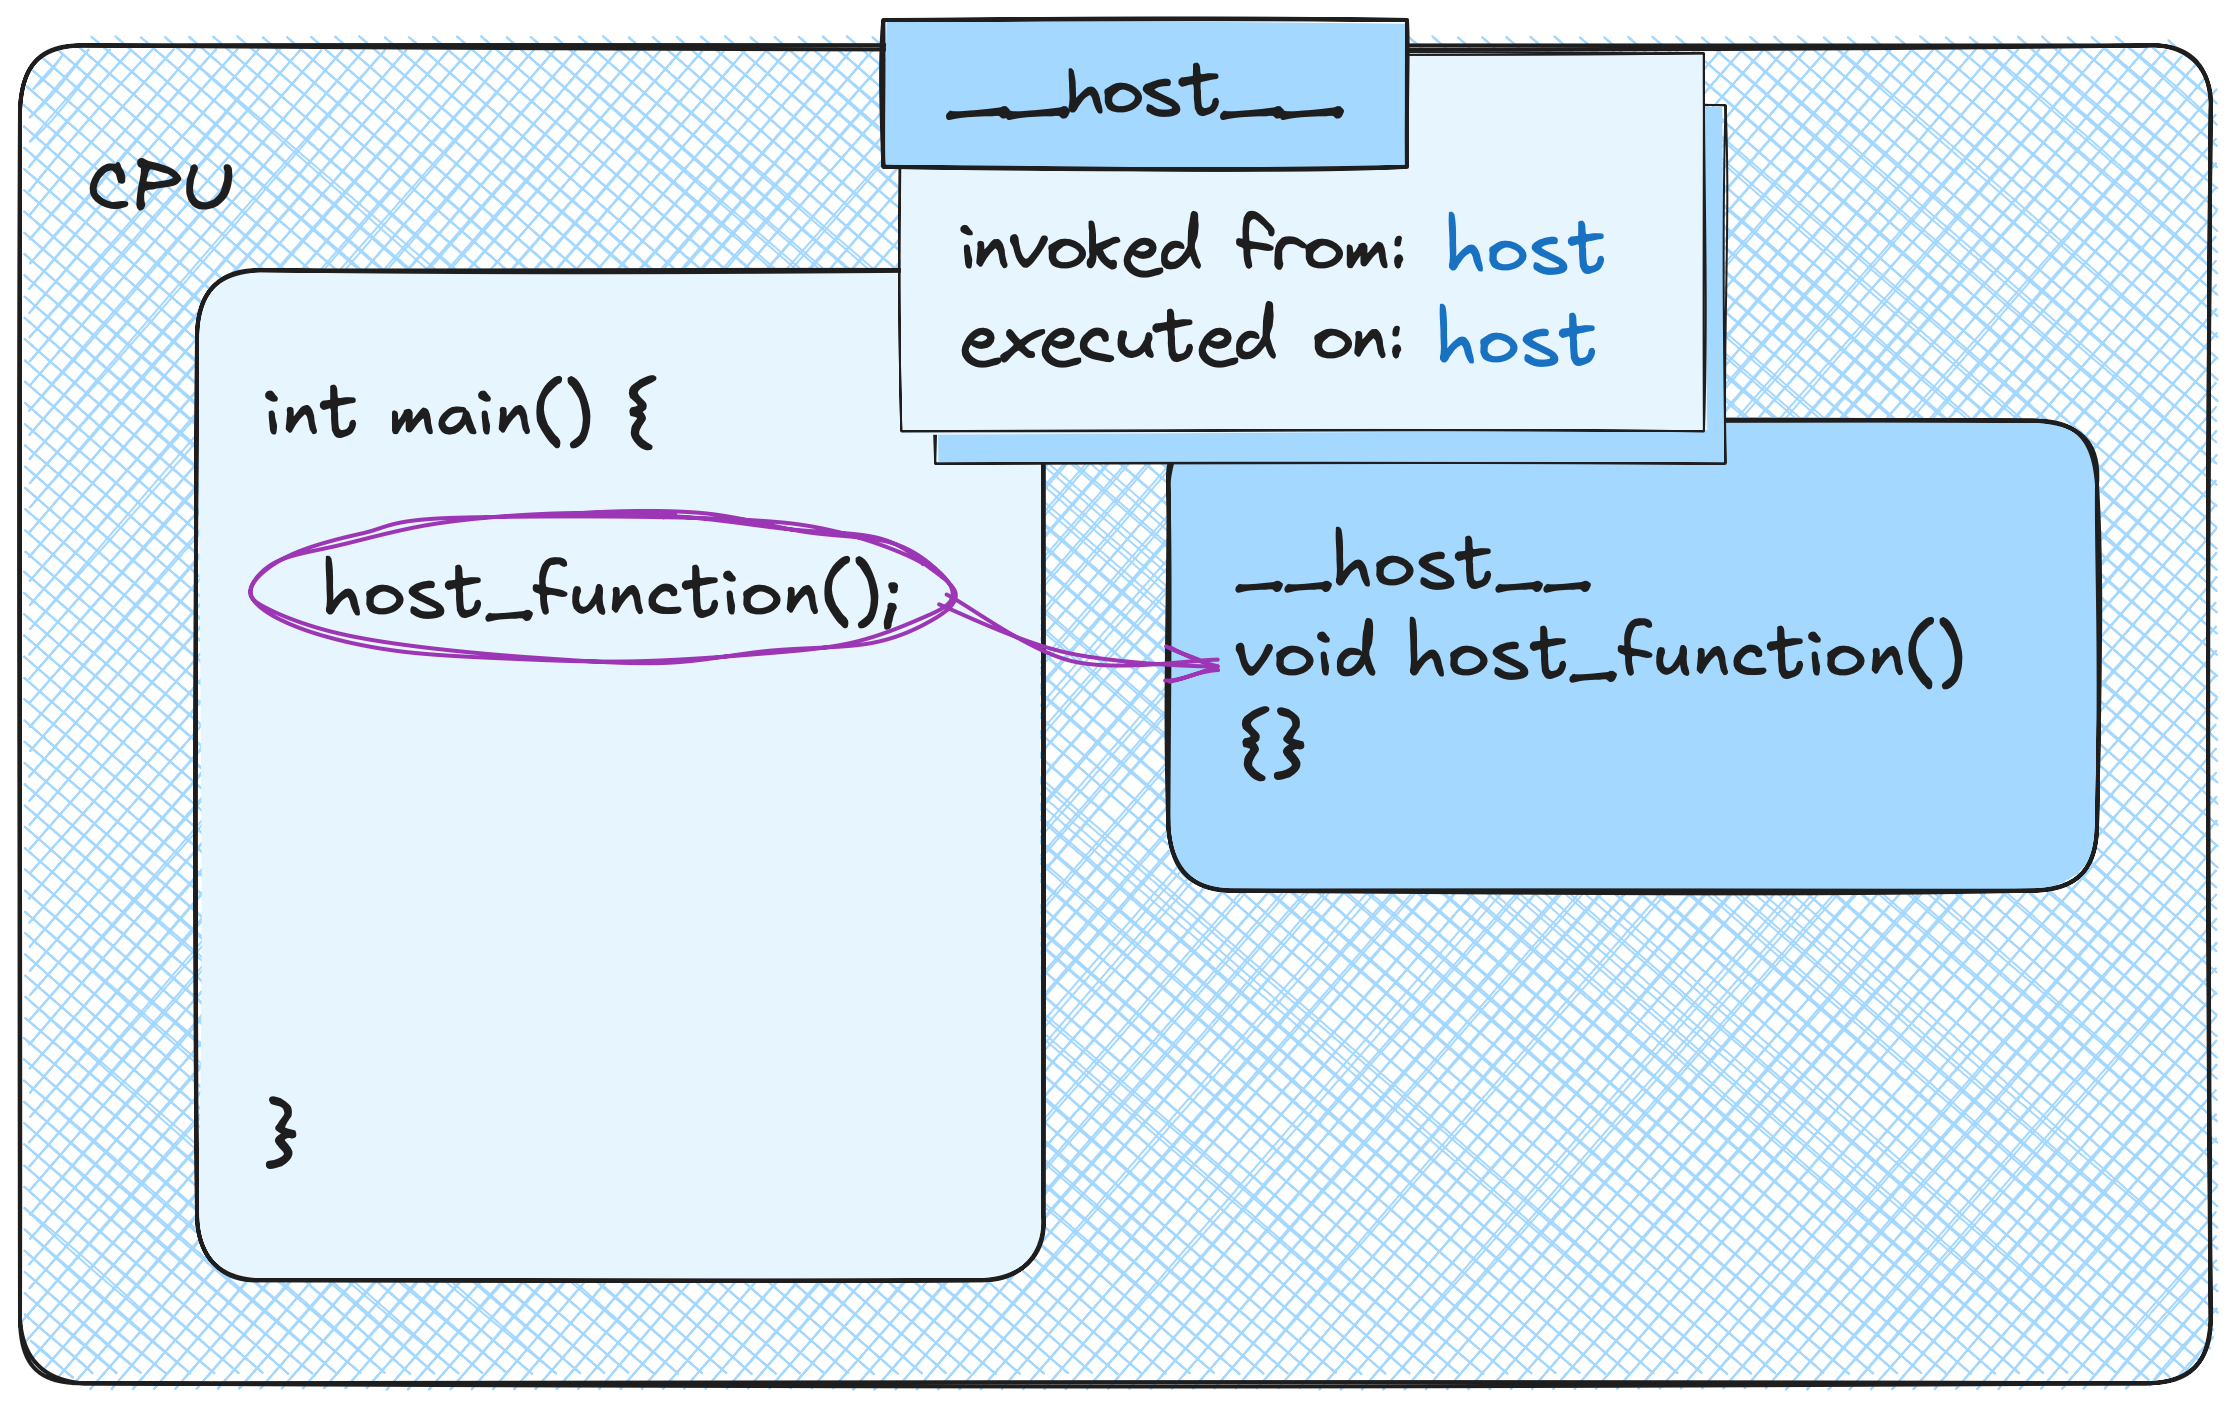 __host__
CPU
invoked from: host
executed on: host
int main() {
host_function();
}
__host__
void host_function()
{}